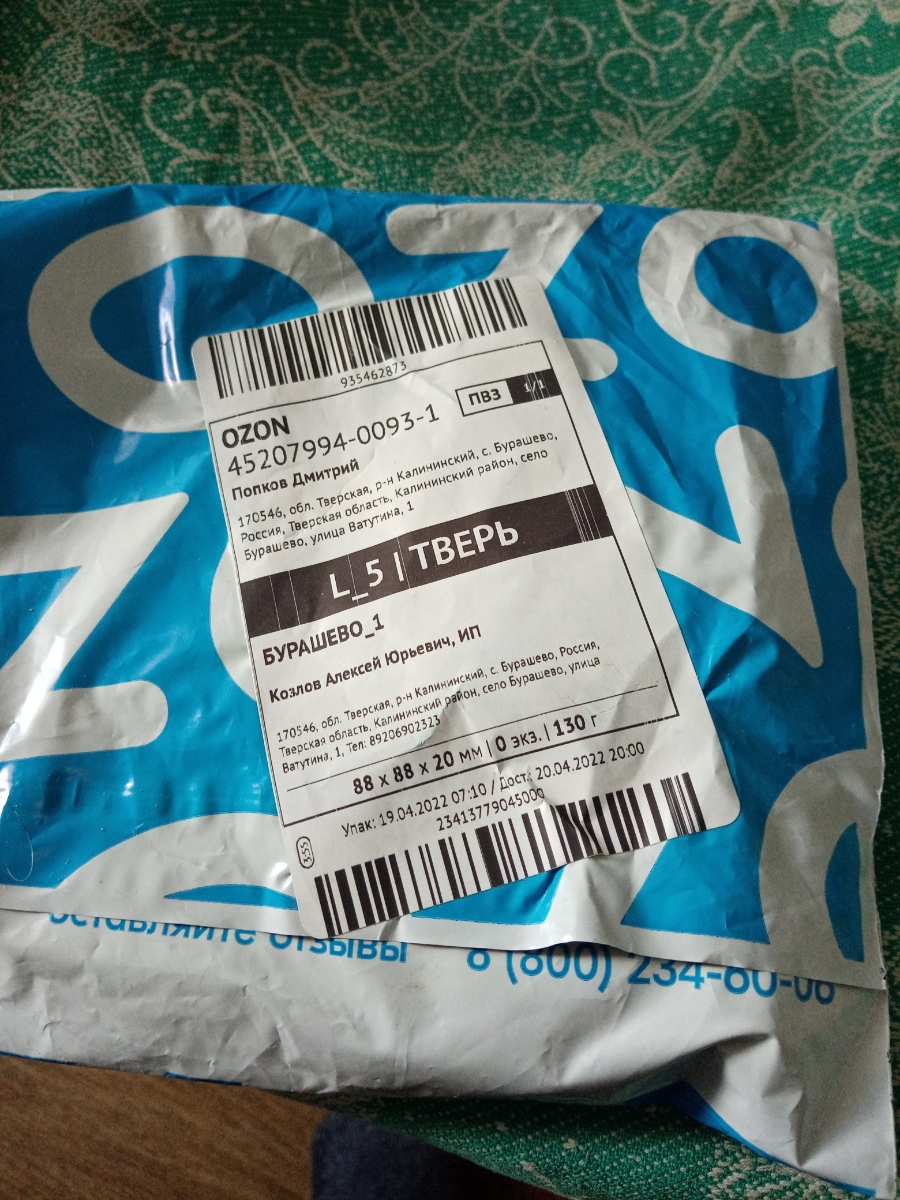 OZO
935462873
OZON
ПВЗ 1/1
45207994-0093-1
Попков Дмитрий
170546, обл. Тверская, р-н Калининский, с. Бурашево,
Россия, Тверская область, Калининский район, село
Бурашево, улица Ватутина, 1
L_5 | ТВЕРЬ
БУРАШЕВО_1
Козлов Алексей Юрьевич, ИП
170546, обл. Тверская, р-н Калининский, с. Бурашево, Россия,
Тверская область, Калининский район, село Бурашево, улица
Ватутина, 1, Тел: 89206902323
88 x 88 x 20 мм | 0 экз. | 130 г
Упак: 19.04.2022 07:10 / Дост: 20.04.2022 20:00
23413779045000
оставляйте отзывы 8 (800) 234-60-06